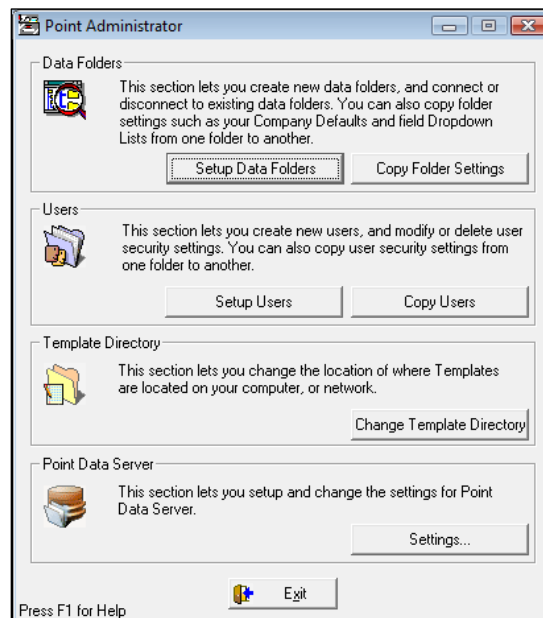 Point Administrator
Data Folders
This section lets you create new data folders, and connect or
disconnect to existing data folders. You can also copy folder
settings such as your Company Defaults and field Dropdown
Lists from one folder to another.
Setup Data Folders
Copy Folder Settings
Users
This section lets you create new users, and modify or delete user
security settings. You can also copy user security settings from
one folder to another.
Setup Users
Copy Users
Template Directory
This section lets you change the location of where Templates
are located on your computer, or network.
Change Template Directory
Point Data Server
This section lets you setup and change the settings for Point
Data Server.
Settings...
Exit
Press F1 for Help